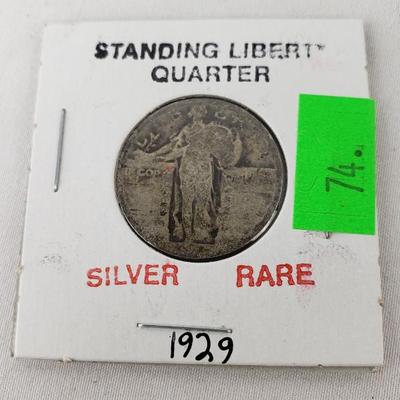 STANDING LIBERTY
QUARTER
74.
SILVER RARE
1929